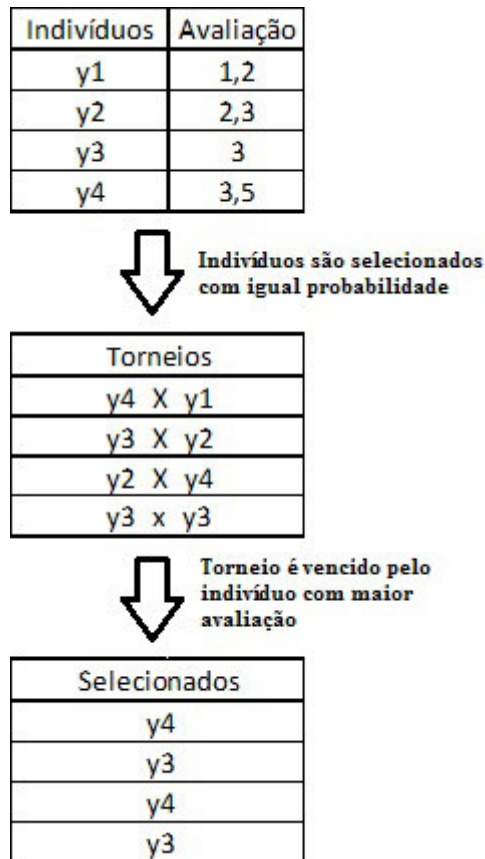 Indivíduos Avaliação
y1 1,2
y2 2,3
y3 3
y4 3,5
Indivíduos são selecionados
com igual probabilidade
Torneios
y4 X y1
y3 X y2
y2 X y4
y3 x y3
Torneio é vencido pelo
indivíduo com maior
avaliação
Selecionados
y4
y3
y4
y3